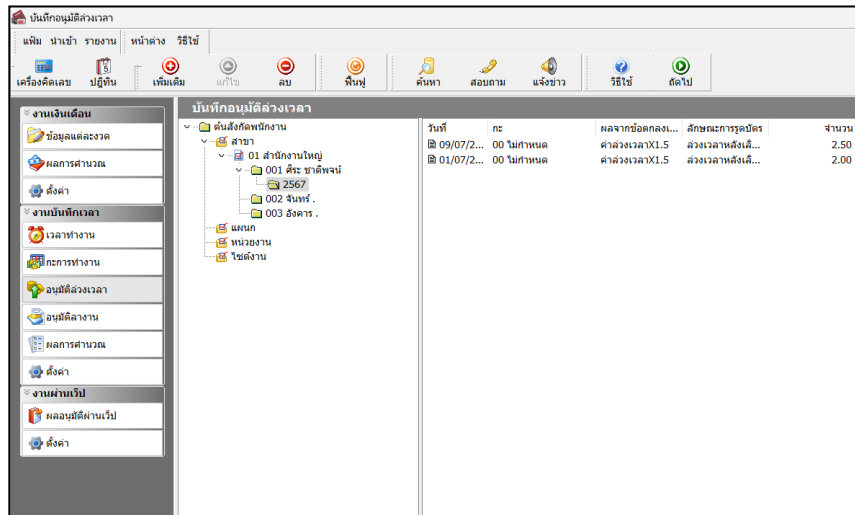 บันทึกอนุมัติล่วงเวลา
แฟ้ม นำเข้า รายงาน หน้าต่าง วิธีใช้
เครื่องคิดเลข ปฏิทิน เพิ่มเติม แก้ไข ลบ ฟื้นฟู ค้นหา สอบถาม แจ้งข่าว วิธีใช้ ถัดไป
งานเงินเดือน
ข้อมูลแต่ละงวด
ผลการคำนวณ
ตั้งค่า
งานบันทึกเวลา
เวลาทำงาน
กะการทำงาน
อนุมัติล่วงเวลา
อนุมัติลางาน
ผลการคำนวณ
ตั้งค่า
งานผ่านเว็ป
ผลอนุมัติผ่านเว็ป
ตั้งค่า
บันทึกอนุมัติล่วงเวลา
ต้นสังกัดพนักงาน
สาขา
01 สำนักงานใหญ่
001 ศิระ ชาติพจน์
2567
002 จันทร์ .
003 อังคาร .
แผนก
หน่วยงาน
ไซด์งาน
วันที่ กะ ผลจากข้อตกลงเ... ลักษณะการรูดบัตร จำนวน
09/07/2... 00 ไม่กำหนด ค่าล่วงเวลาX1.5 ล่วงเวลาหลังเลิ... 2.50
01/07/2... 00 ไม่กำหนด ค่าล่วงเวลาX1.5 ล่วงเวลาหลังเลิ... 2.00